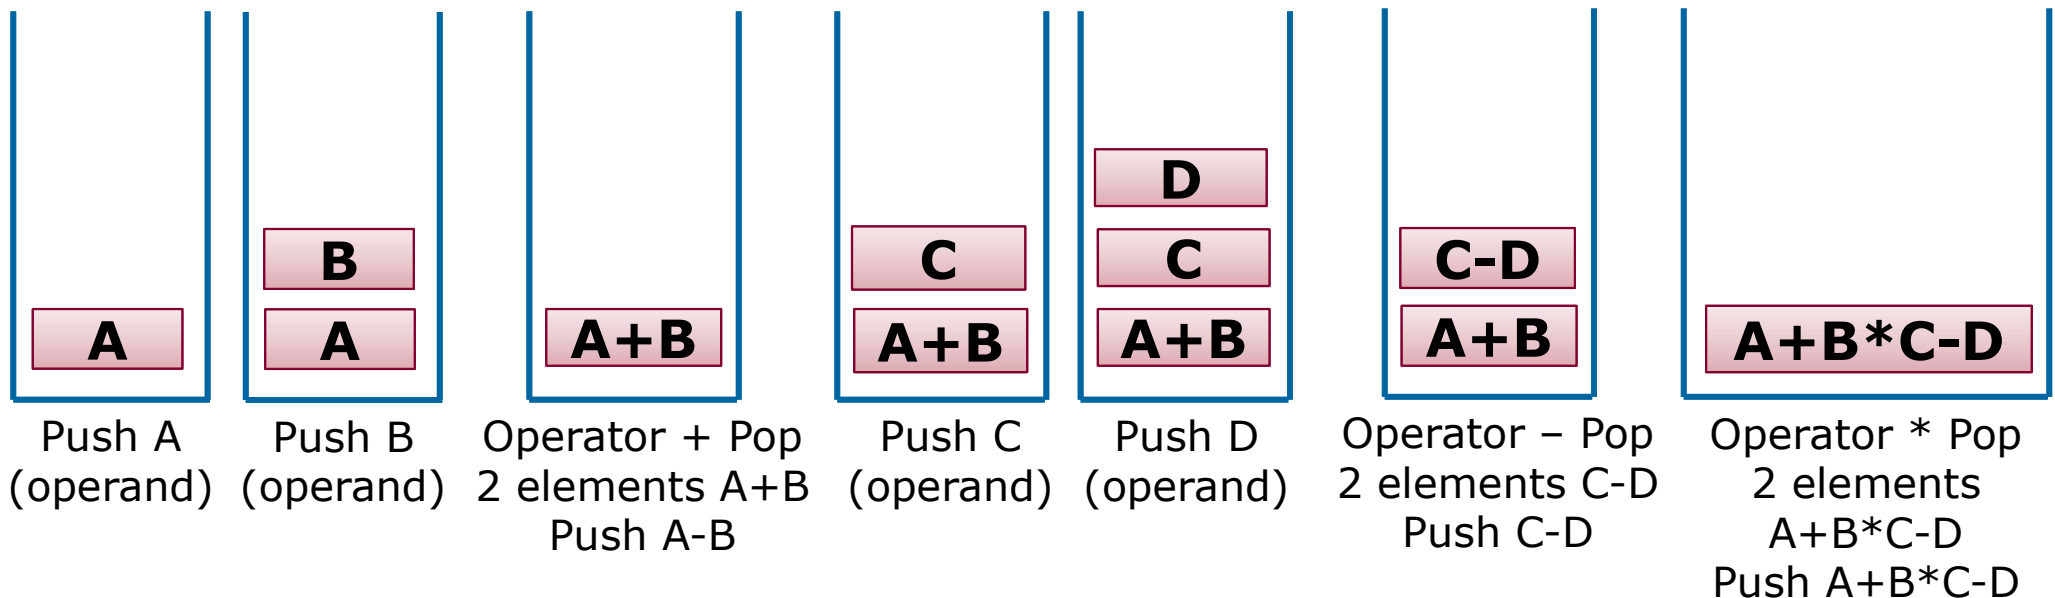 A
Push A
(operand)
B
A
Push B
(operand)
A+B
Operator + Pop
2 elements A+B
Push A-B
C
A+B
Push C
(operand)
D
C
A+B
Push D
(operand)
C-D
A+B
Operator – Pop
2 elements C-D
Push C-D
A+B*C-D
Operator * Pop
2 elements
A+B*C-D
Push A+B*C-D